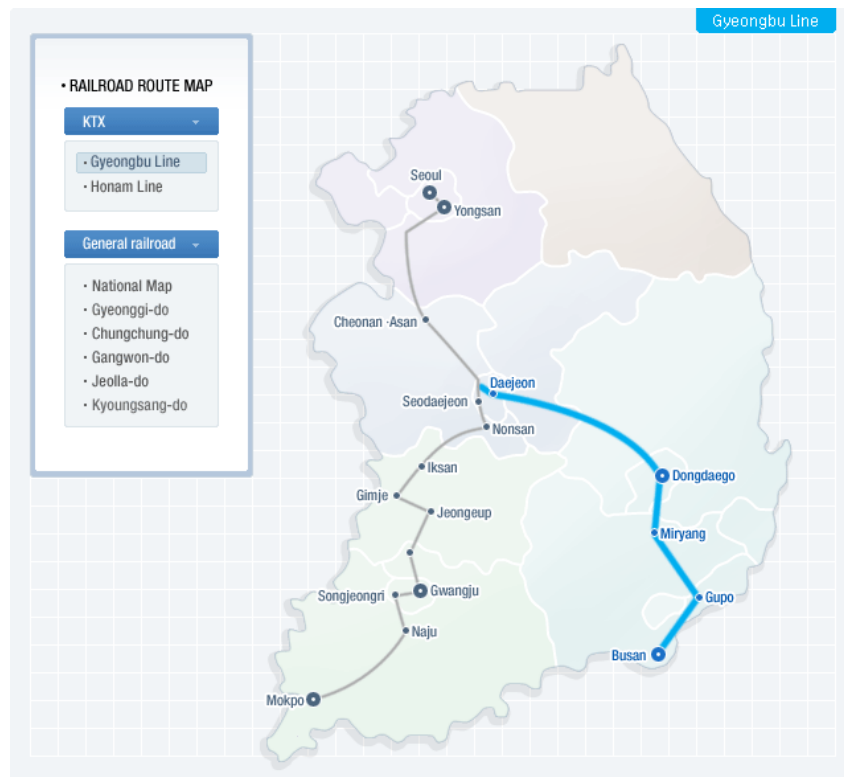 Gyeongbu Line
• RAILROAD ROUTE MAP
KTX
· Gyeongbu Line
· Honam Line
General railroad
· National Map
· Gyeonggi-do
· Chungchung-do
· Gangwon-do
· Jeolla-do
· Kyoungsang-do
Seoul
Yongsan
Cheonan ·Asan
Daejeon
Seodaejeon
Nonsan
Iksan
Dongdaego
Gimje
Jeongeup
Miryang
Songjeongri
Gwangju
Gupo
Naju
Busan
Mokpo